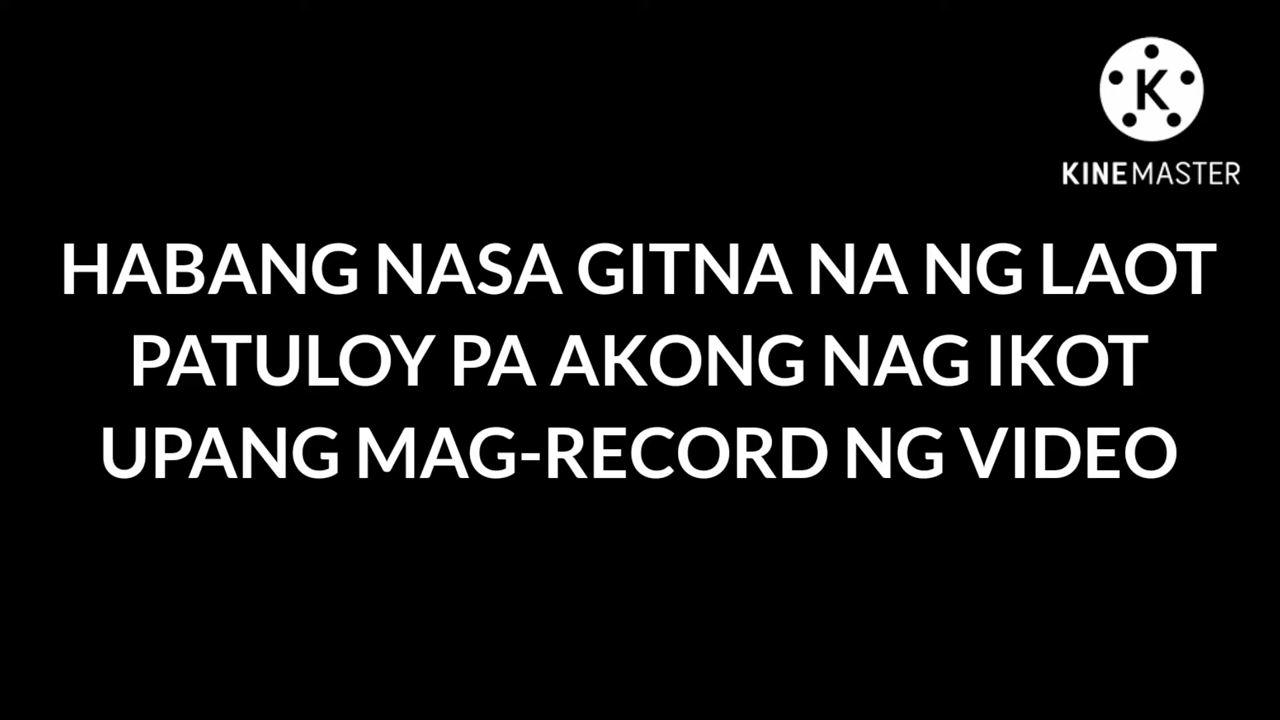 K
KINEMASTER
HABANG NASA GITNA NA NG LAOT
PATULOY PA AKONG NAG IKOT
UPANG MAG-RECORD NG VIDEO